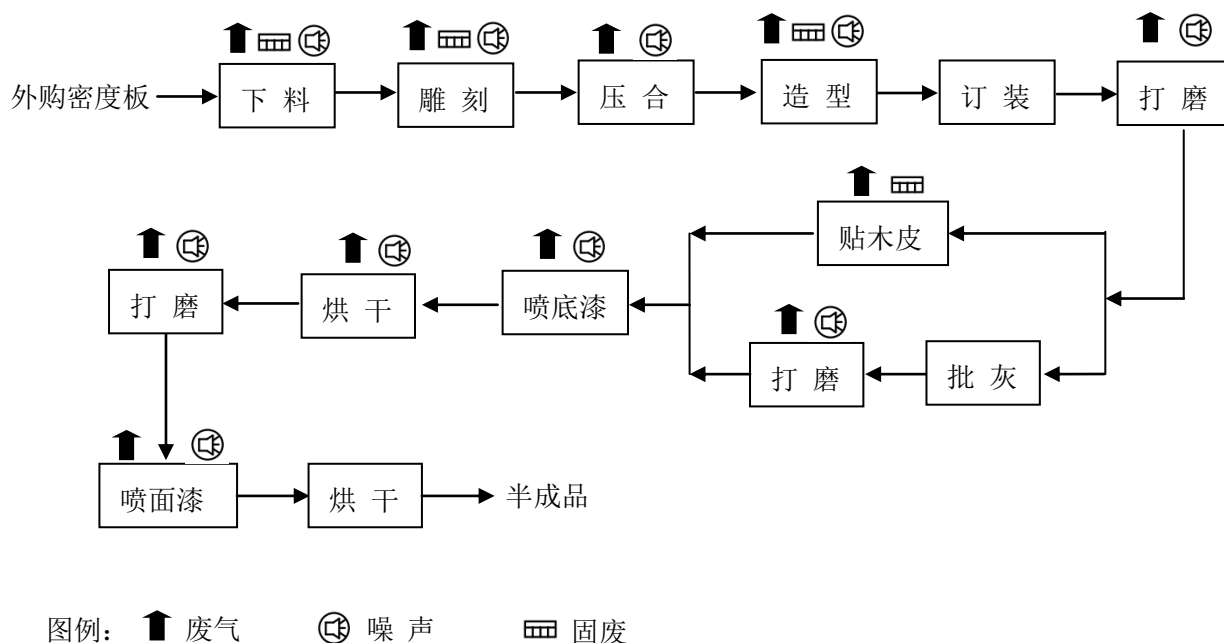 外购密度板
下 料
雕 刻
压 合
造 型
订 装
打 磨
贴木皮
批 灰
打 磨
喷底漆
烘 干
打 磨
喷面漆
烘 干
半成品
图例： 废气 噪 声 固废